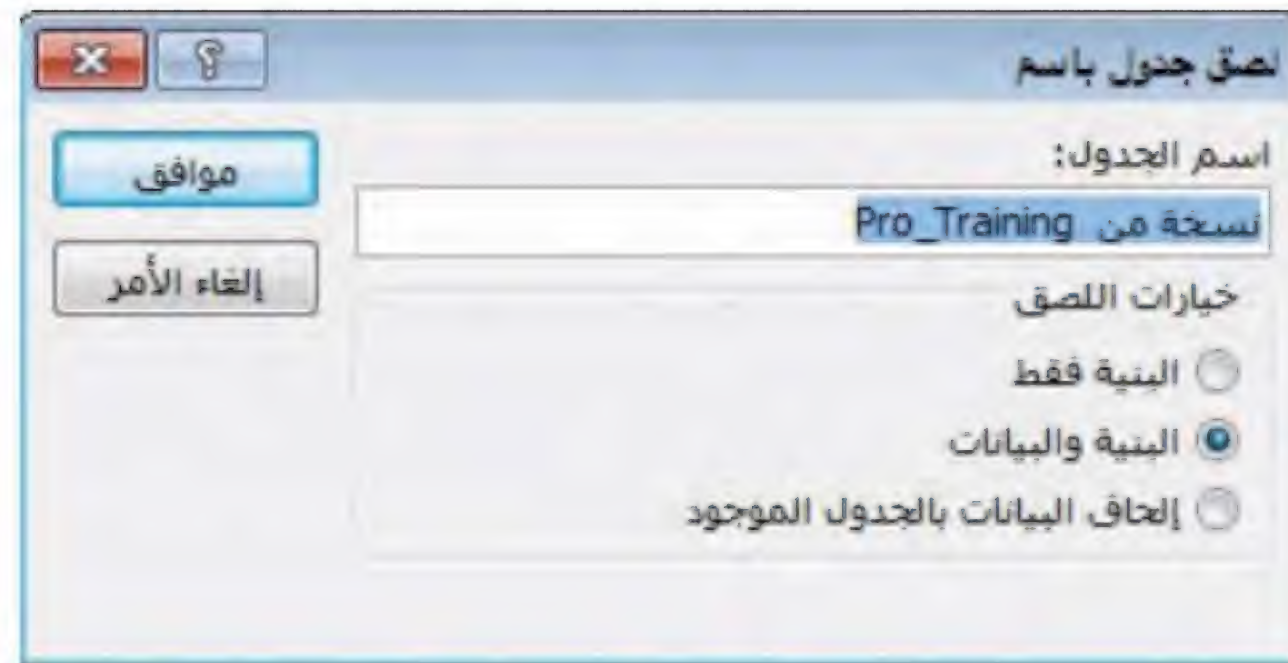 لصق جدول باسم
اسم الجدول:
نسخة من Pro_Training
خيارات اللصق
البنية فقط
البنية والبيانات
إلحاق البيانات بالجدول الموجود
موافق
إلغاء الأمر